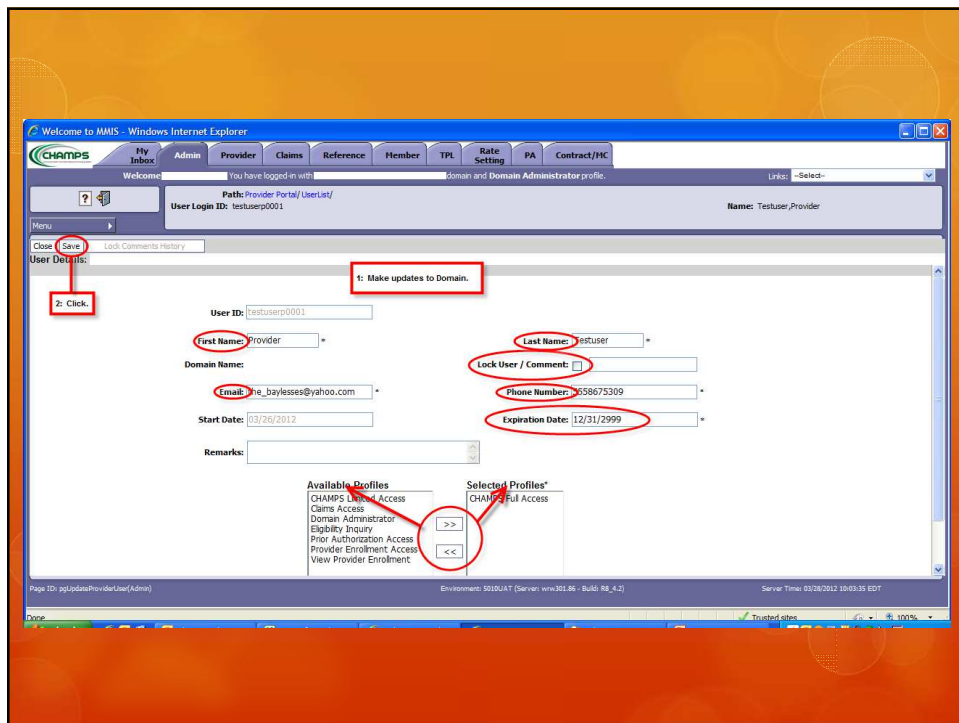 Welcome to MMIS - Windows Internet Explorer
CHAMPS
My Inbox
Admin
Provider
Claims
Reference
Member
TPL
Rate Setting
PA
Contract/MC
Welcome You have logged-in with domain and Domain Administrator profile.
Links: --Select--
Path: Provider Portal/ UserList/
User Login ID: testuserp0001
Name: Testuser,Provider
Menu
Close
Save
Lock Comments History
User Details:
1: Make updates to Domain.
2: Click.
User ID: testuserp0001
First Name: Provider *
Last Name: Testuser *
Domain Name:
Lock User / Comment:
Email: he_baylesses@yahoo.com *
Phone Number: 5558675309 *
Start Date: 03/26/2012
Expiration Date: 12/31/2999 *
Remarks:
Available Profiles
Selected Profiles*
CHAMPS Limited Access
Claims Access
Domain Administrator
Eligibility Inquiry
Prior Authorization Access
Provider Enrollment Access
View Provider Enrollment
>>
<<
CHAMPS Full Access
Page ID: pgUpdateProviderUser(Admin)
Environment: 5010UAT (Server: wrw301.86 - Build: R8_4.2)
Server Time: 03/28/2012 10:03:35 EDT
Done
Trusted sites
100%